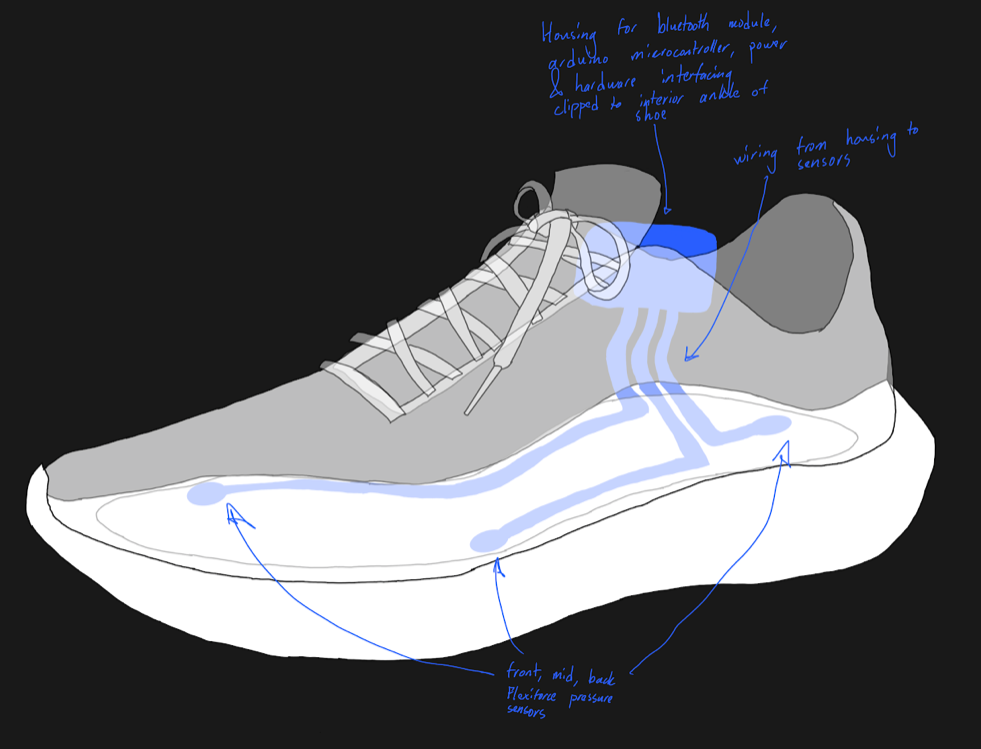 Housing for bluetooth module,
arduino microcontroller, power
& hardware interfacing
clipped to interior ankle of
shoe
wiring from housing to
sensors
front, mid, back
Flexiforce pressure
sensors